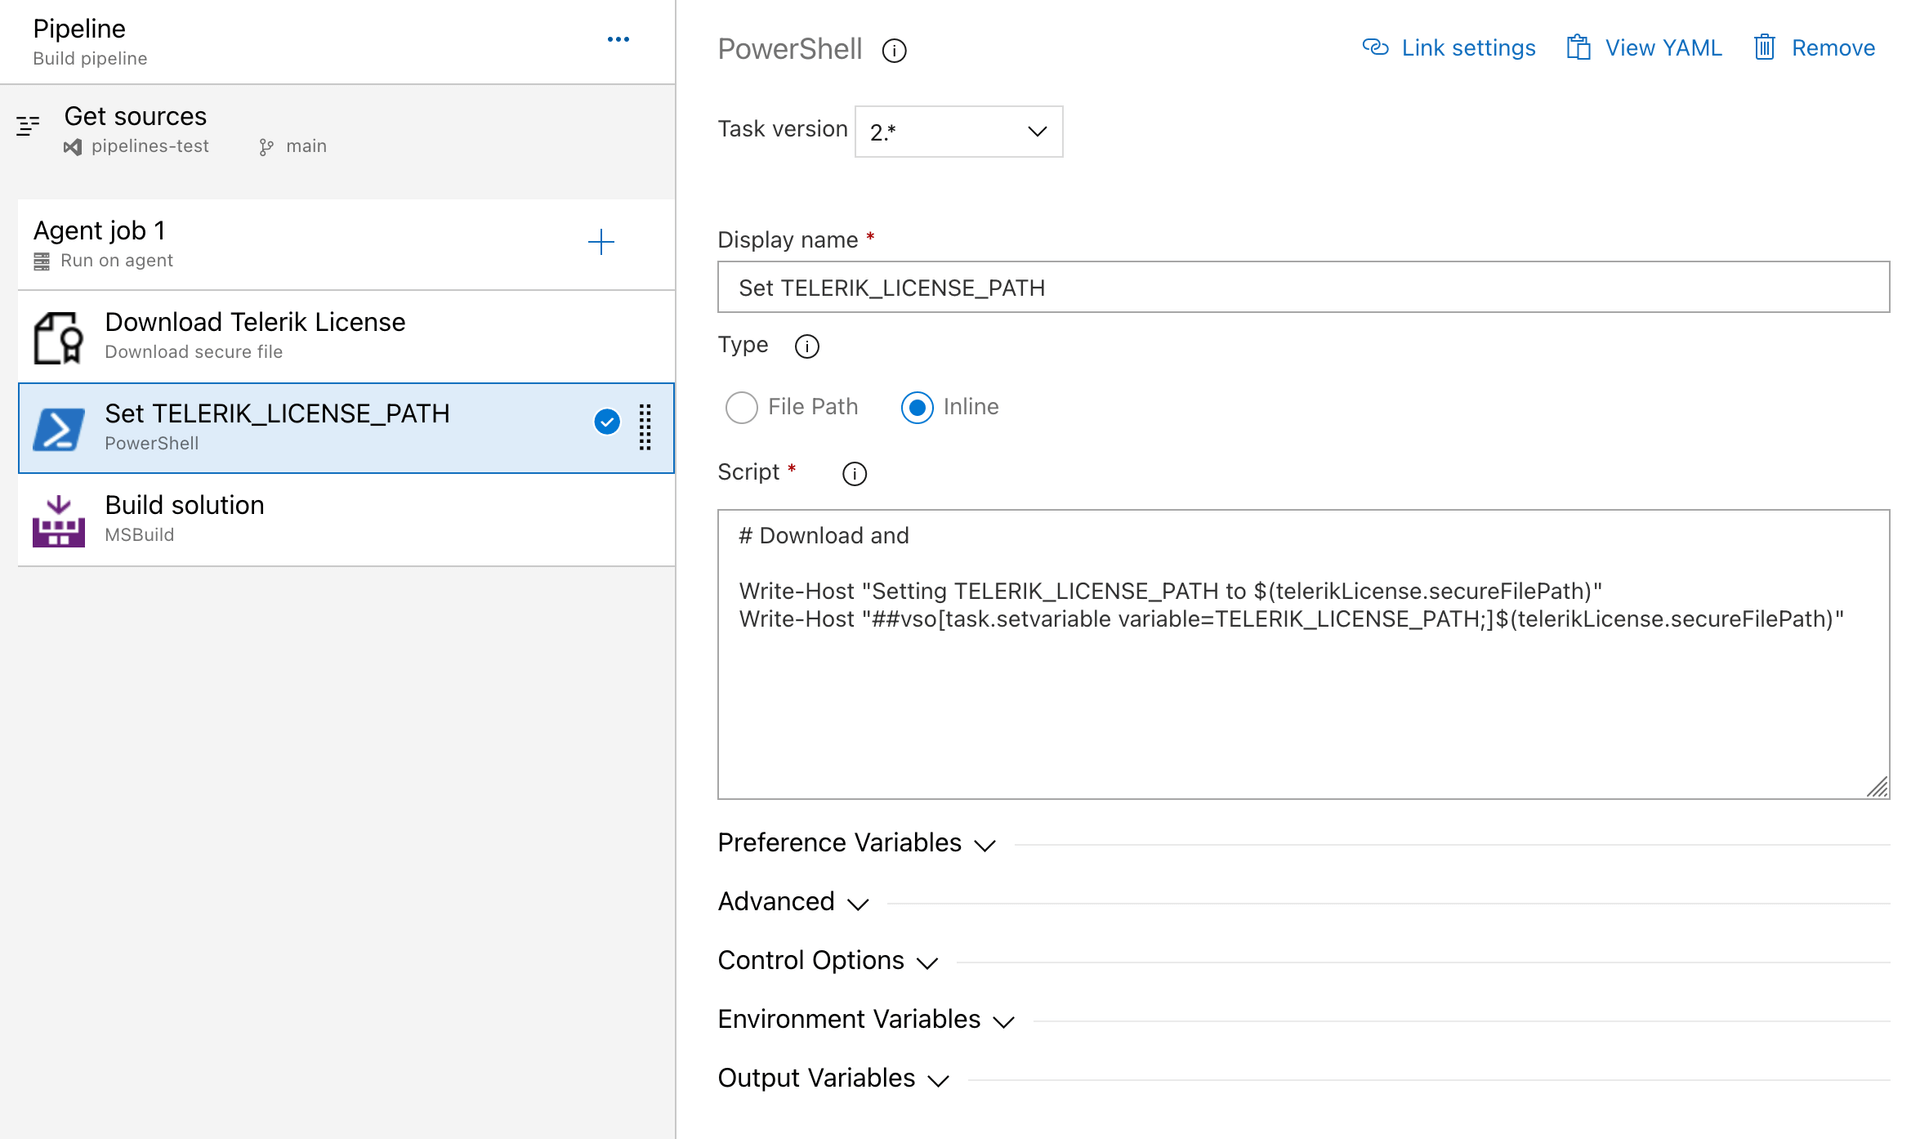 Pipeline
Build pipeline
Get sources
pipelines-test main
Agent job 1
Run on agent
Download Telerik License
Download secure file
Set TELERIK_LICENSE_PATH
PowerShell
Build solution
MSBuild
PowerShell
Link settings View YAML Remove
Task version 2.*
Display name *
Set TELERIK_LICENSE_PATH
Type
File Path Inline
Script *
# Download and
Write-Host "Setting TELERIK_LICENSE_PATH to $(telerikLicense.secureFilePath)"
Write-Host "##vso[task.setvariable variable=TELERIK_LICENSE_PATH;]$(telerikLicense.secureFilePath)"
Preference Variables
Advanced
Control Options
Environment Variables
Output Variables